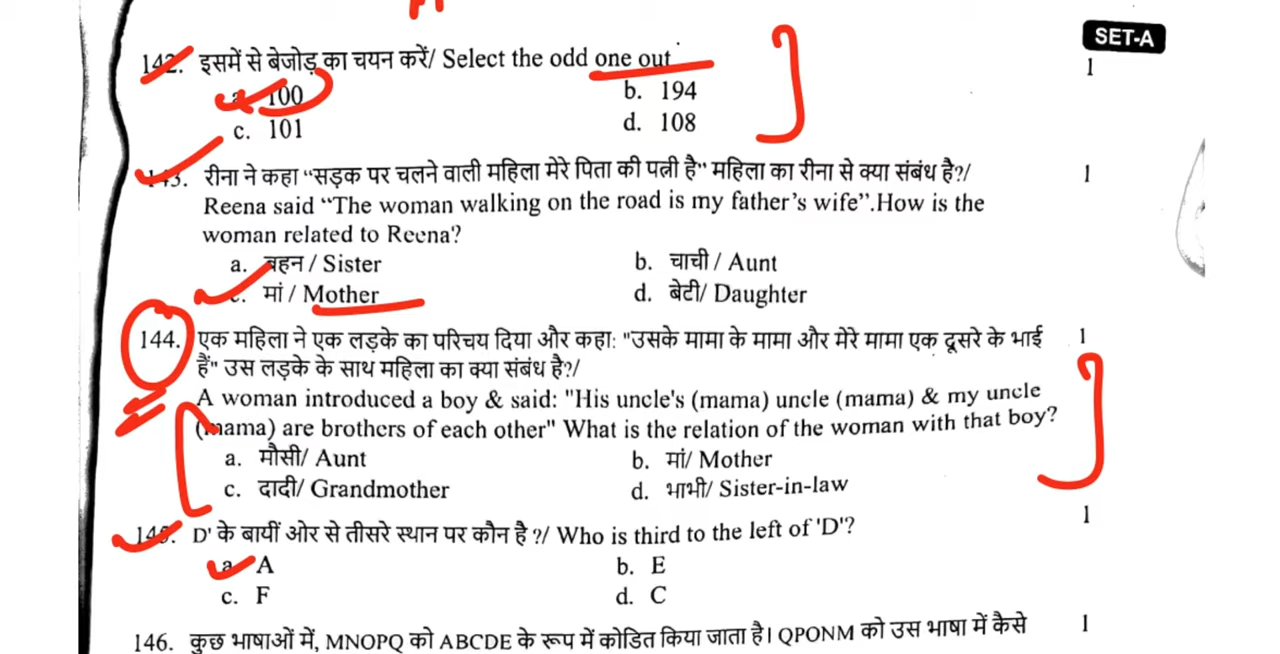 SET-A
142. इसमें से बेजोड़ का चयन करें/ Select the odd one out 1
a. 100 b. 194
c. 101 d. 108
143. रीना ने कहा “सड़क पर चलने वाली महिला मेरे पिता की पत्नी है” महिला का रीना से क्या संबंध है?/ 1
Reena said “The woman walking on the road is my father’s wife”.How is the
woman related to Reena?
a. बहन / Sister b. चाची / Aunt
c. मां / Mother d. बेटी/ Daughter
144. एक महिला ने एक लड़के का परिचय दिया और कहा: "उसके मामा के मामा और मेरे मामा एक दूसरे के भाई 1
हैं" उस लड़के के साथ महिला का क्या संबंध है?/
A woman introduced a boy & said: "His uncle's (mama) uncle (mama) & my uncle
(mama) are brothers of each other" What is the relation of the woman with that boy?
a. मौसी/ Aunt b. मां/ Mother
c. दादी/ Grandmother d. भाभी/ Sister-in-law
145. D' के बायीं ओर से तीसरे स्थान पर कौन है ?/ Who is third to the left of 'D'? 1
a. A b. E
c. F d. C
146. कुछ भाषाओं में, MNOPQ को ABCDE के रूप में कोडित किया जाता है। QPONM को उस भाषा में कैसे 1